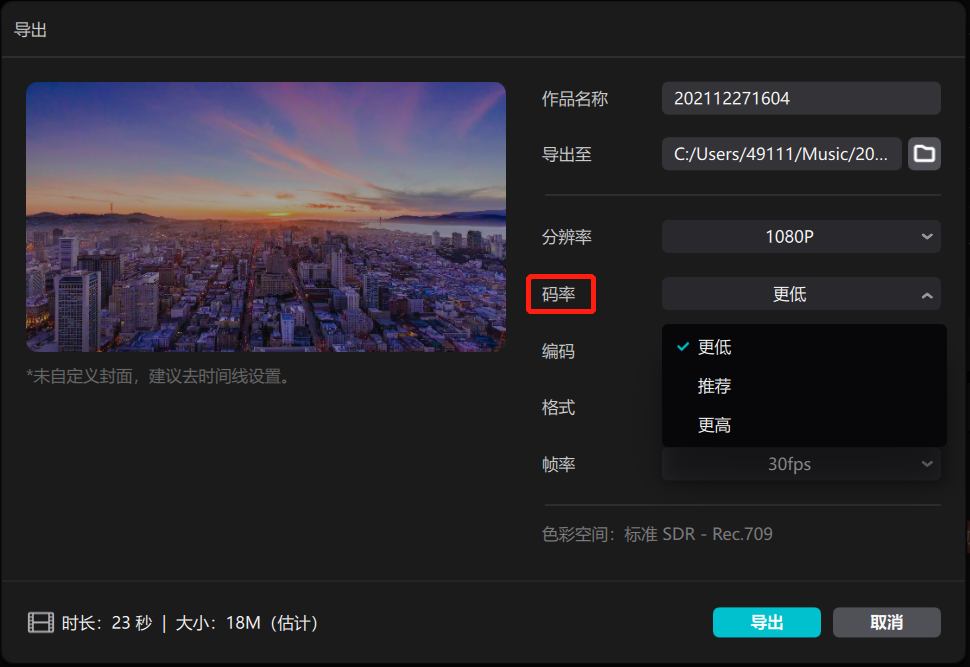 导出
作品名称 202112271604
导出至 C:/Users/49111/Music/20...
分辨率 1080P
码率 更低
更低
编码
推荐
格式
更高
帧率 30fps
*未自定义封面，建议去时间线设置。
色彩空间：标准 SDR - Rec.709
时长：23 秒 | 大小：18M（估计）
导出 取消